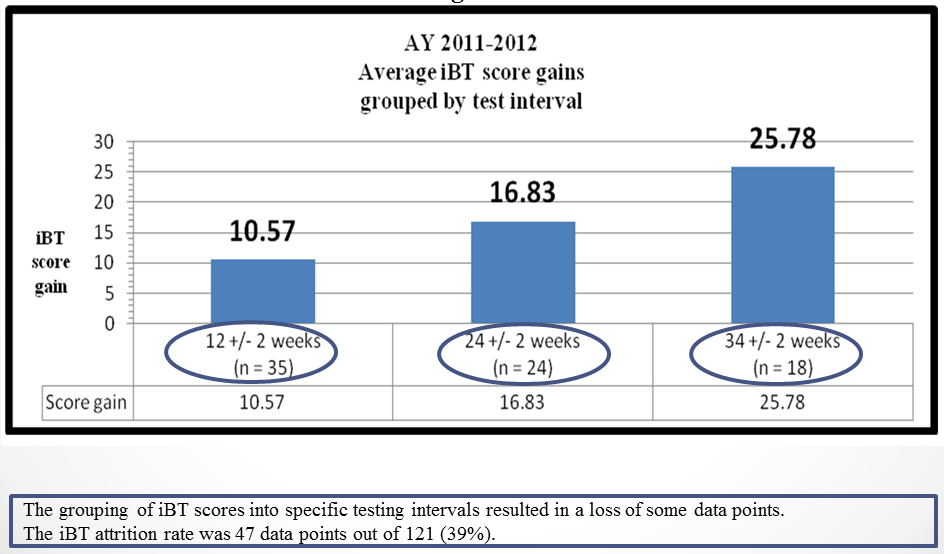 AY 2011-2012
Average iBT score gains
grouped by test interval
30
25
20
15
10
5
0
iBT
score
gain
10.57
16.83
25.78
12 +/- 2 weeks
(n = 35)
24 +/- 2 weeks
(n = 24)
34 +/- 2 weeks
(n = 18)
Score gain 10.57 16.83 25.78
The grouping of iBT scores into specific testing intervals resulted in a loss of some data points.
The iBT attrition rate was 47 data points out of 121 (39%).